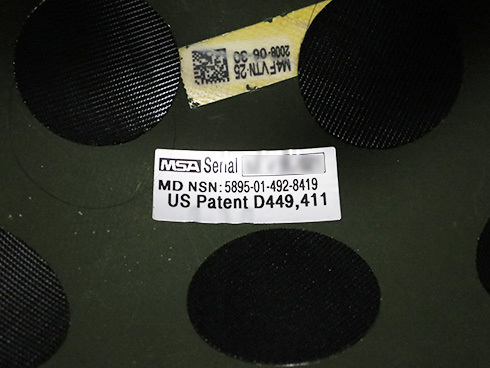 M4FVTN-25
2008-06-30
MSA Serial
MD NSN: 5895-01-492-8419
US Patent D449,411